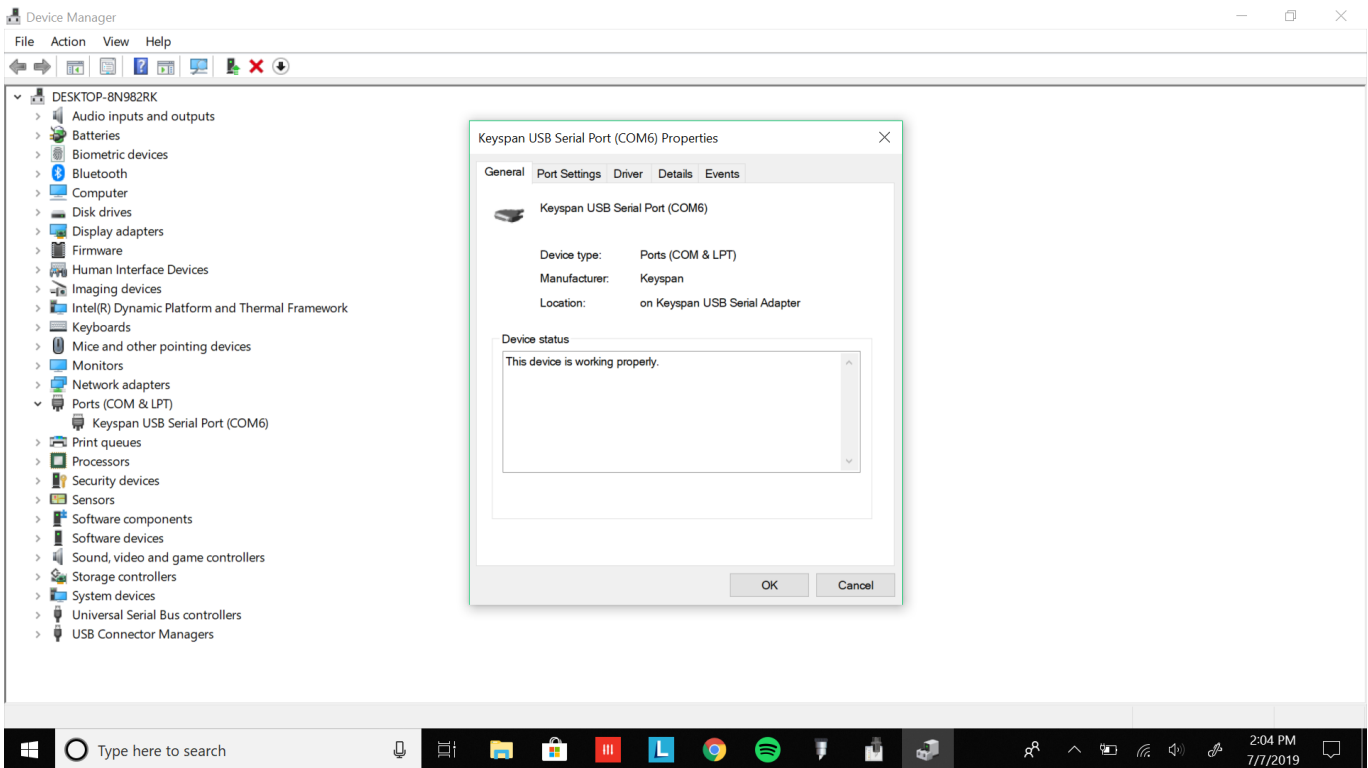 Device Manager
File Action View Help
DESKTOP-8N982RK
Audio inputs and outputs
Batteries
Biometric devices
Bluetooth
Computer
Disk drives
Display adapters
Firmware
Human Interface Devices
Imaging devices
Intel(R) Dynamic Platform and Thermal Framework
Keyboards
Mice and other pointing devices
Monitors
Network adapters
Ports (COM & LPT)
Keyspan USB Serial Port (COM6)
Print queues
Processors
Security devices
Sensors
Software components
Software devices
Sound, video and game controllers
Storage controllers
System devices
Universal Serial Bus controllers
USB Connector Managers
Keyspan USB Serial Port (COM6) Properties
General Port Settings Driver Details Events
Keyspan USB Serial Port (COM6)
Device type: Ports (COM & LPT)
Manufacturer: Keyspan
Location: on Keyspan USB Serial Adapter
Device status
This device is working properly.
OK Cancel
Type here to search
2:04 PM
7/7/2019